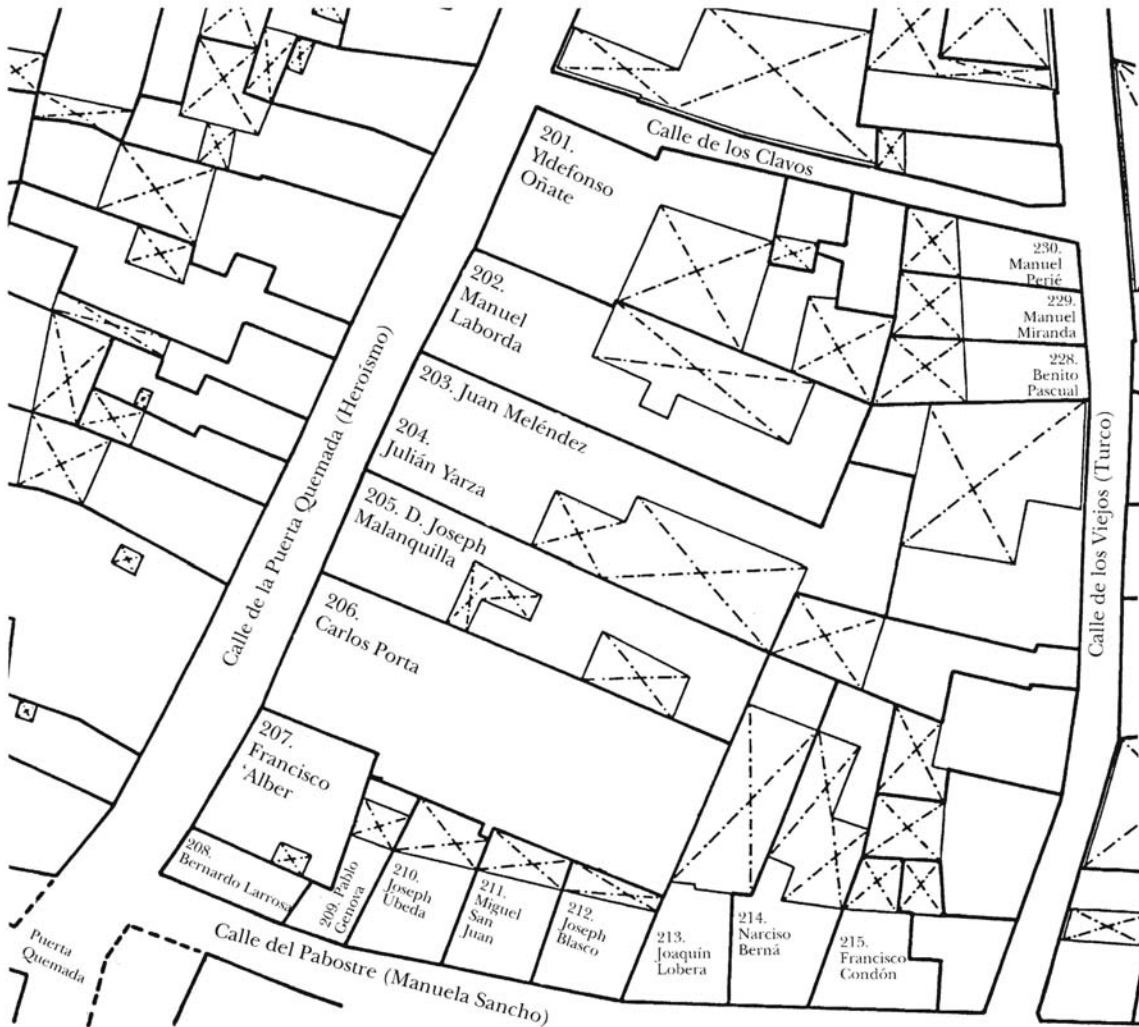 Calle de los Clavos
201.
Yldefonso
Oñate
202.
Manuel
Laborda
203. Juan Meléndez
204.
Julián Yarza
205. D. Joseph
Malanquilla
206.
Carlos Porta
207.
Francisco
'Alber
208.
Bernardo Larrosa
209. Pablo
Genova
210.
Joseph
Úbeda
211.
Miguel
San
Juan
212.
Joseph
Blasco
213.
Joaquín
Lobera
214.
Narciso
Berná
215.
Francisco
Condón
230.
Manuel
Perié
229.
Manuel
Miranda
228.
Benito
Pascual
Calle de la Puerta Quemada (Heroísmo)
Calle de los Viejos (Turco)
Calle del Pabostre (Manuela Sancho)
Puerta
Quemada